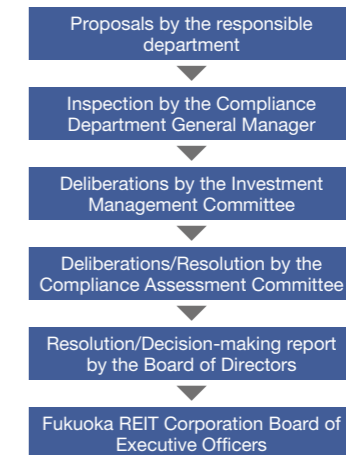 Proposals by the responsible
department
Inspection by the Compliance
Department General Manager
Deliberations by the Investment
Management Committee
Deliberations/Resolution by the
Compliance Assessment Committee
Resolution/Decision-making report
by the Board of Directors
Fukuoka REIT Corporation Board of
Executive Officers